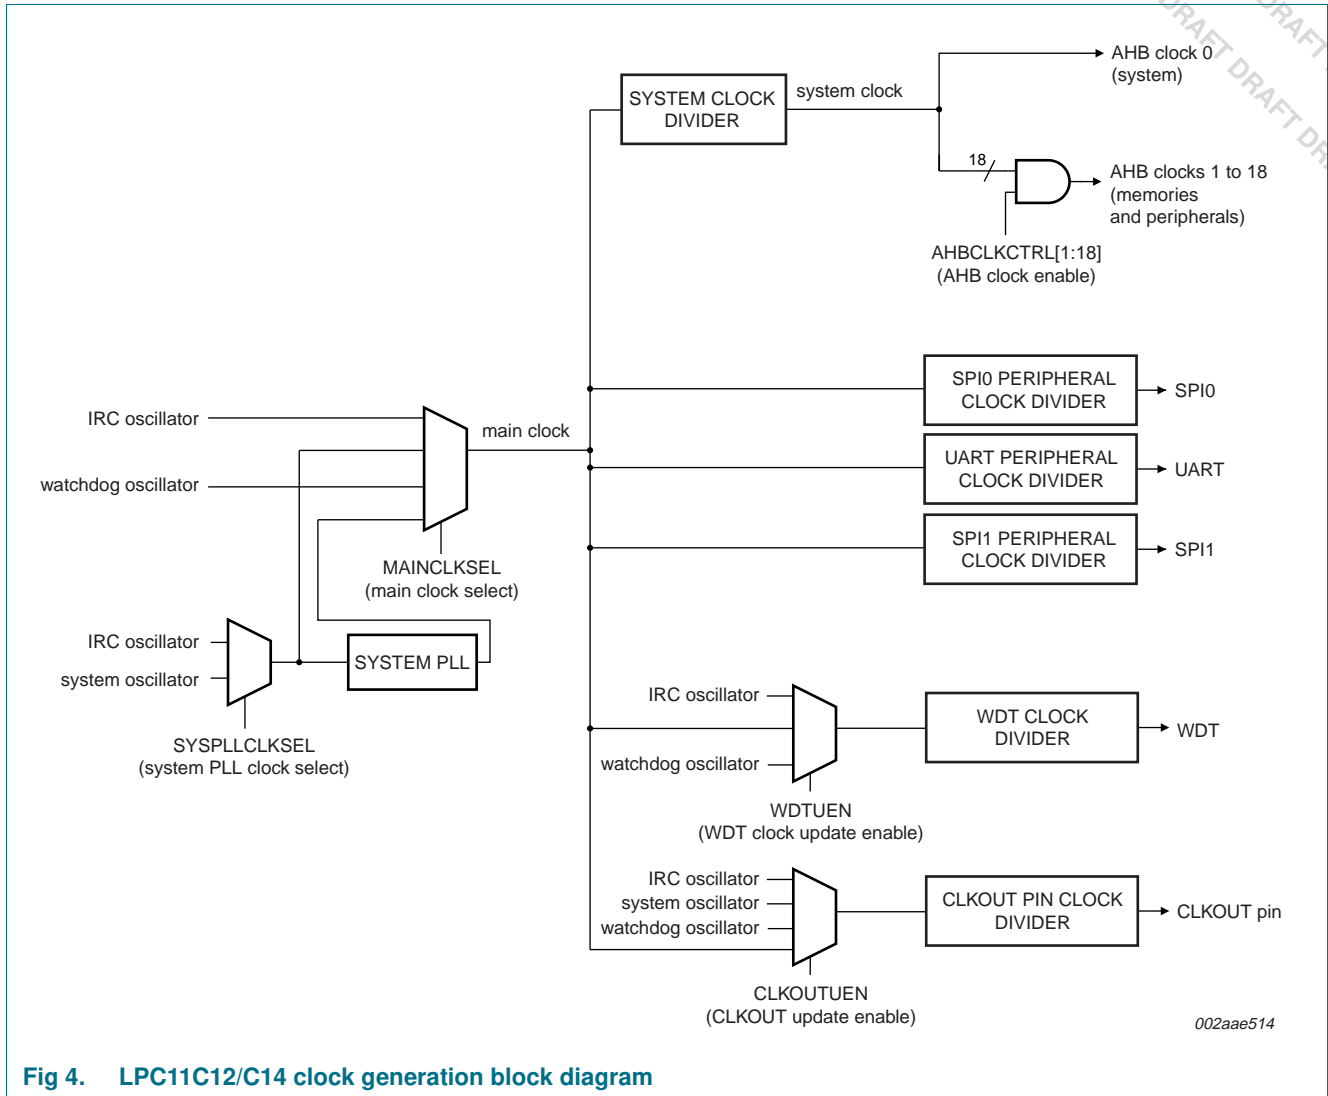 DRAFT DRAFT DRA
DRAFT
AHB clock 0
(system)
SYSTEM CLOCK
DIVIDER
system clock
18
AHB clocks 1 to 18
(memories
and peripherals)
AHBCLKCTRL[1:18]
(AHB clock enable)
SPI0 PERIPHERAL
CLOCK DIVIDER
SPI0
IRC oscillator
main clock
UART PERIPHERAL
CLOCK DIVIDER
UART
watchdog oscillator
SPI1 PERIPHERAL
CLOCK DIVIDER
SPI1
MAINCLKSEL
(main clock select)
IRC oscillator
system oscillator
SYSTEM PLL
SYSPLLCLKSEL
(system PLL clock select)
IRC oscillator
watchdog oscillator
WDT CLOCK
DIVIDER
WDT
WDTUEN
(WDT clock update enable)
IRC oscillator
system oscillator
watchdog oscillator
CLKOUT PIN CLOCK
DIVIDER
CLKOUT pin
CLKOUTUEN
(CLKOUT update enable)
002aae514
Fig 4. LPC11C12/C14 clock generation block diagram